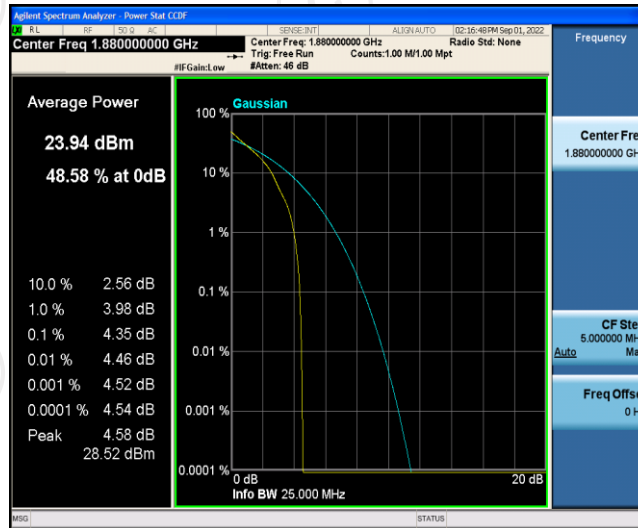 Agilent Spectrum Analyzer - Power Stat CCDF
RL RF 50 Ω AC SENSE:INT ALIGNAUTO 02:16:48PM Sep 01, 2022
Center Freq 1.880000000 GHz
Center Freq: 1.880000000 GHz Radio Std: None
Trig: Free Run Counts:1.00 M/1.00 Mpt
#IFGain:Low #Atten: 46 dB
Frequency
Average Power
23.94 dBm
48.58 % at 0dB
10.0 % 2.56 dB
1.0 % 3.98 dB
0.1 % 4.35 dB
0.01 % 4.46 dB
0.001 % 4.52 dB
0.0001 % 4.54 dB
Peak 4.58 dB
28.52 dBm
Gaussian
100 %
10 %
1 %
0.1 %
0.01 %
0.001 %
0.0001 %
0 dB 20 dB
Info BW 25.000 MHz
Center Fre
1.880000000 GH
CF Ste
5.000000 MH
Auto Ma
Freq Offs
0 H
MSG STATUS